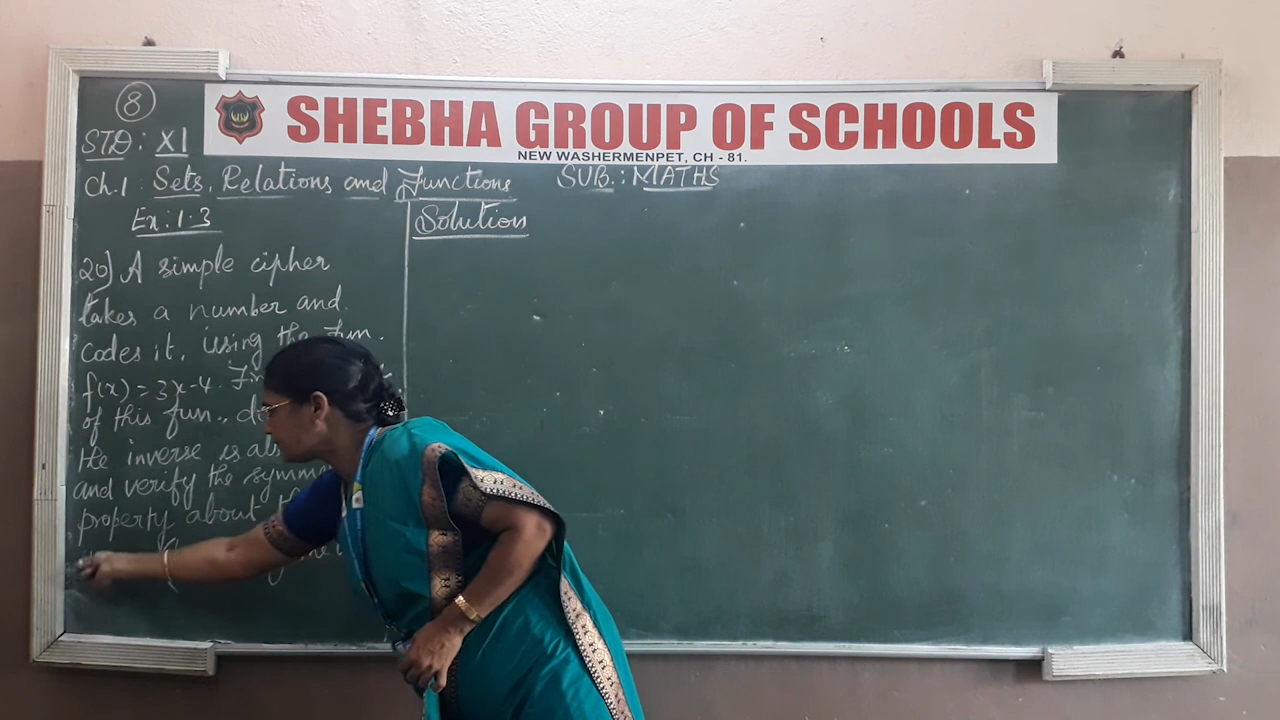 8
SHEBHA GROUP OF SCHOOLS
NEW WASHERMENPET, CH - 81.
STD : XI
Ch.1 Sets, Relations and Functions
SUB. : MATHS
Ex : 1.3
Solution
20) A simple cipher
takes a number and
codes it, using the fun.
f(x) = 3x-4.
of this fun.,
the inverse is
and verify the
property about